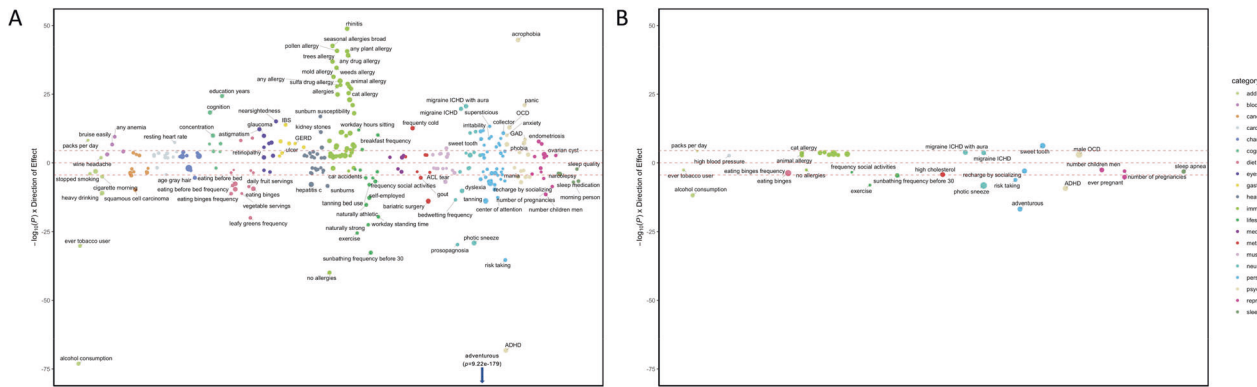 A
−log10(P) x Direction of Effect
50
25
0
-25
-50
-75
rhinitis
acrophobia
seasonal allergies broad
pollen allergy
any plant allergy
trees allergy
any drug allergy
mold allergy
weeds allergy
any allergy
animal allergy
sulfa drug allergy
allergies
cat allergy
education years
cognition
nearsightedness
IBS
sunburn susceptibility
migraine ICHD with aura
panic
migraine ICHD
supersticious
OCD
collector
anxiety
bruise easily
any anemia
concentration
glaucoma
kidney stones
workday hours sitting
frequenty cold
irritability
GAD
endometnosis
packs per day
resting heart rate
astigmatism
GERD
breakfast frequency
sweet tooth
phobia
ovarian cyst
wine headache
retinopathy
ulcer
sleep quality
stopped smoking
age gray hair
eating before bed
daily fruit servings
car accidents
frequency social activities
ACL tear
mania
narcolepsy
cigarette morning
eating before bed frequency
eating binges
hepatitis c
sunburns
self-employed
gout
dyslexia
recharge by socializing
sleep medication
heavy drinking
squamous cell carcinoma
eating binges frequency
vegetable servings
tanning bed use
bariatric surgery
tanning
number of pregnancies
morning person
leafy greens frequency
naturally athletic
bedwetting frequency
center of attention
number children men
naturally strong
workday standing time
ever tobacco user
exercise
photic sneeze
prosopagnosia
sunbathing frequency before 30
risk taking
no allergies
alcohol consumption
ADHD
adventurous
(p=9.22e-179)
B
−log10(P) x Direction of Effect
50
25
0
-25
-50
-75
packs per day
high blood pressure
cat allergy
animal allergy
migraine ICHD with aura
migraine ICHD
sweet tooth
male OCD
number children men
sleep apnea
ever tobacco user
eating binges frequency
eating binges
no allergies
frequency social activities
high cholesterol
recharge by socializing
alcohol consumption
exercise
sunbathing frequency before 30
risk taking
ever pregnant
number of pregnancies
photic sneeze
ADHD
adventurous
category
add
bloo
canc
card
cha
cog
diet
eye
gast
hea
imm
lifes
med
met
mus
neu
pers
psyc
repr
slee